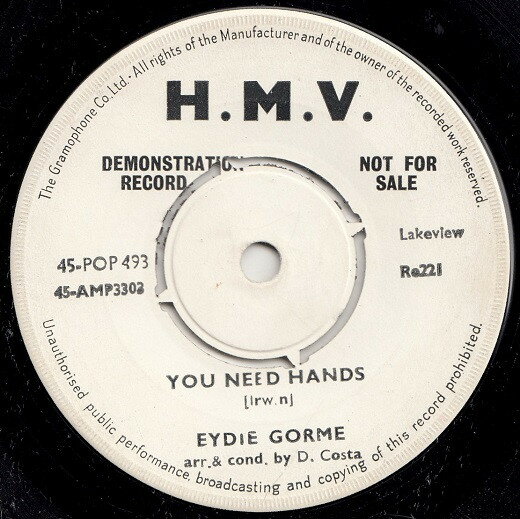 The Gramophone Co. Ltd - All rights of the Manufacturer and of the owner of the recorded work reserved.
H.M.V.
DEMONSTRATION
RECORD
NOT FOR
SALE
Lakeview
45-POP 493
45-AMP3303
Re221
YOU NEED HANDS
[Irw.n]
EYDIE GORME
arr. & cond. by D. Costa
Unauthorised public performance, broadcasting and copying of this record prohibited.